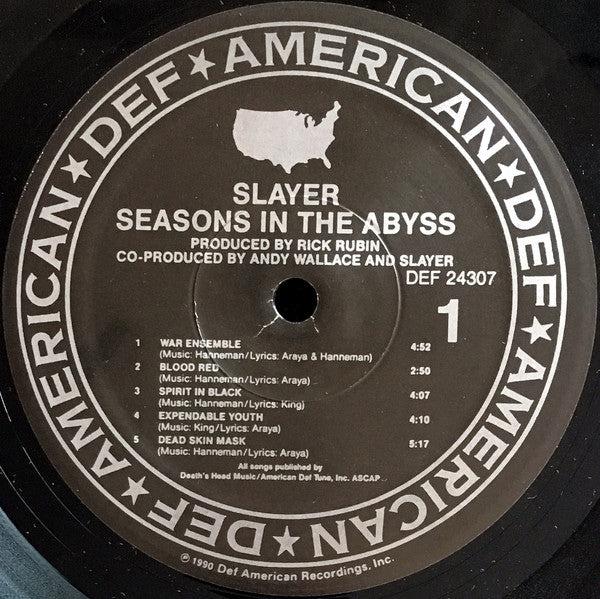 DEF ★ AMERICAN ★ DEF ★ AMERICAN ★ DEF ★ AMERICAN ★
SLAYER
SEASONS IN THE ABYSS
PRODUCED BY RICK RUBIN
CO-PRODUCED BY ANDY WALLACE AND SLAYER
DEF 24307
1
1 WAR ENSEMBLE 4:52
(Music: Hanneman/Lyrics: Araya & Hanneman)
2 BLOOD RED 2:50
(Music: Hanneman/Lyrics: Araya)
3 SPIRIT IN BLACK 4:07
(Music: Hanneman/Lyrics: King)
4 EXPENDABLE YOUTH 4:10
(Music: King/Lyrics: Araya)
5 DEAD SKIN MASK 5:17
(Music: Hanneman/Lyrics: Araya)
All songs published by
Death's Head Music/American Def Tune, Inc. ASCAP
℗ 1990 Def American Recordings, Inc.